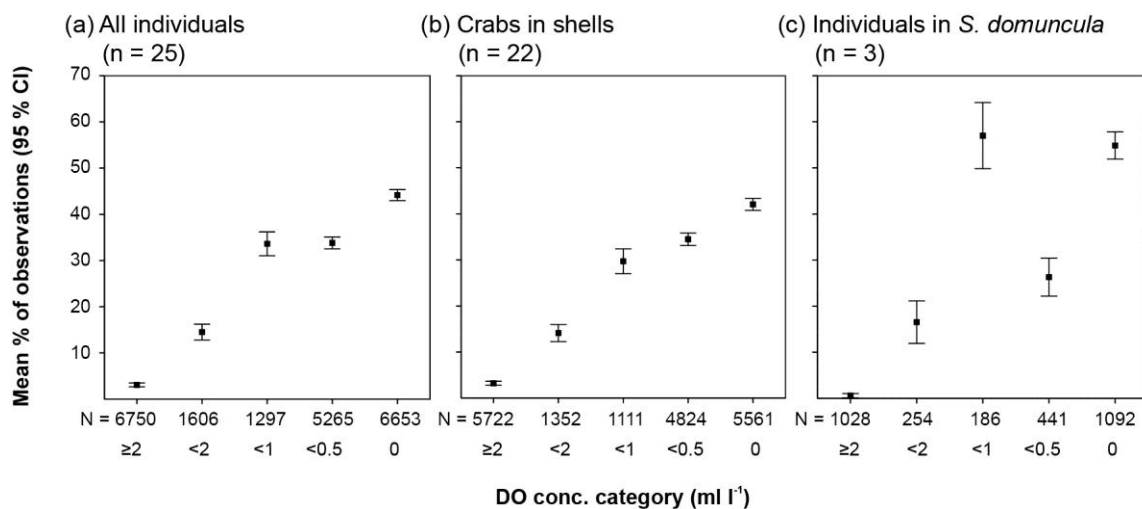 (a) All individuals
(n = 25)
(b) Crabs in shells
(n = 22)
(c) Individuals in S. domuncula
(n = 3)
Mean % of observations (95 % CI)
70
60
50
40
30
20
10
N = 6750 1606 1297 5265 6653
≥2 <2 <1 <0.5 0
N = 5722 1352 1111 4824 5561
≥2 <2 <1 <0.5 0
N = 1028 254 186 441 1092
≥2 <2 <1 <0.5 0
DO conc. category (ml l⁻¹)